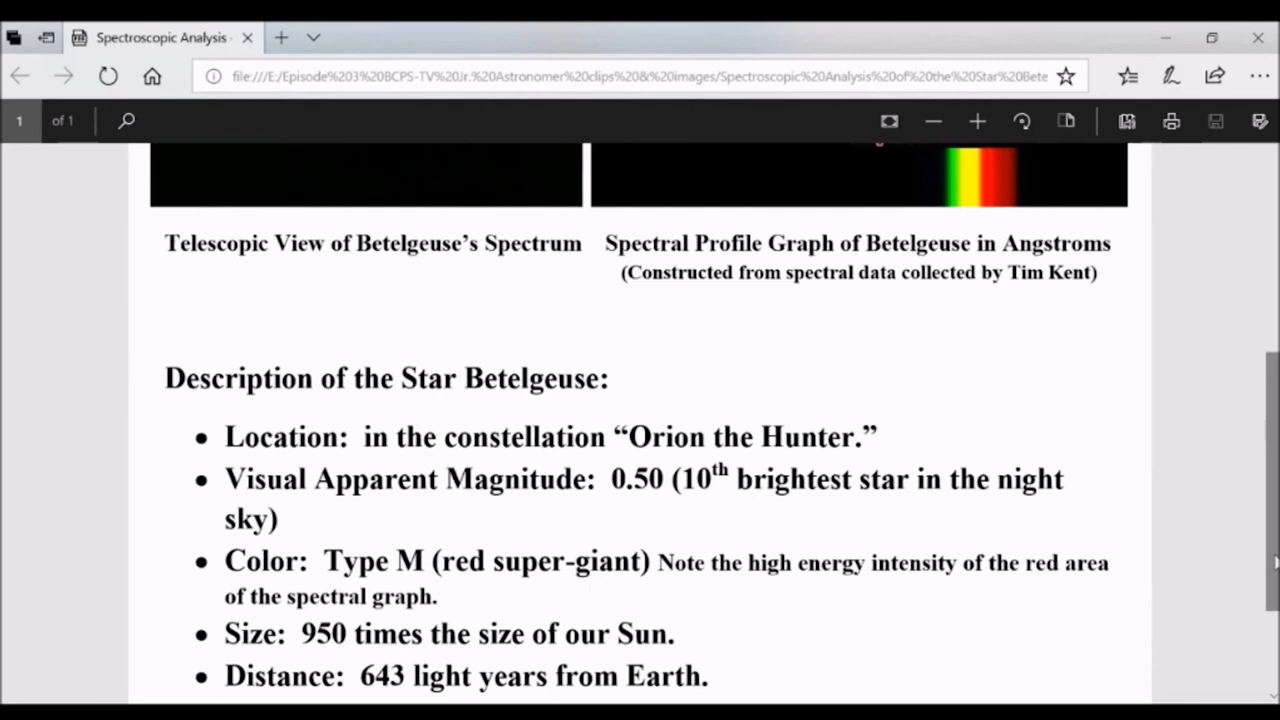 Spectroscopic Analysis
file:///E:/Episode%203%20BCPS-TV%20Jr.%20Astronomer%20clips%20&%20images/Spectroscopic%20Analysis%20of%20the%20Star%20Bete
1 of 1
Telescopic View of Betelgeuse’s Spectrum
Spectral Profile Graph of Betelgeuse in Angstroms
(Constructed from spectral data collected by Tim Kent)
Description of the Star Betelgeuse:
• Location: in the constellation “Orion the Hunter.”
• Visual Apparent Magnitude: 0.50 (10th brightest star in the night
sky)
• Color: Type M (red super-giant) Note the high energy intensity of the red area
of the spectral graph.
• Size: 950 times the size of our Sun.
• Distance: 643 light years from Earth.